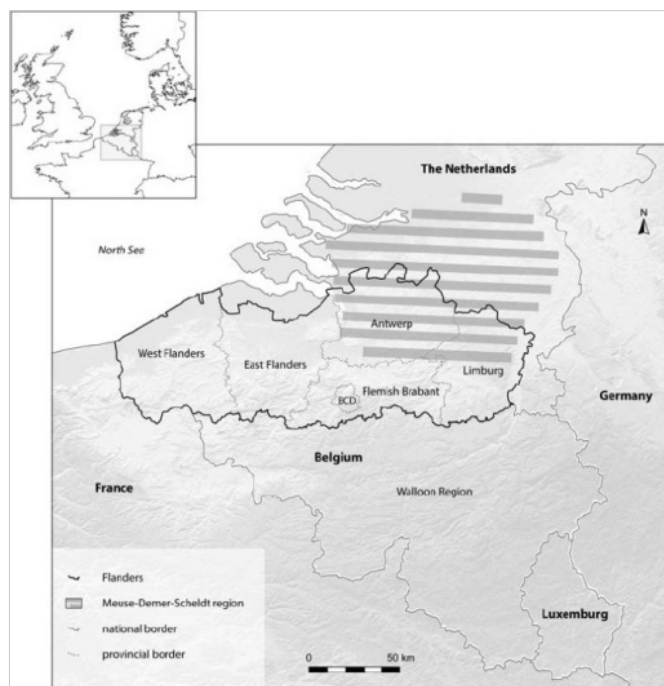 The Netherlands
N
North See
Antwerp
West Flanders
East Flanders
Limburg
Flemish Brabant
BCD
Germany
Belgium
France
Walloon Region
Flanders
Meuse-Demer-Scheldt region
national border
provincial border
Luxemburg
0 50 km